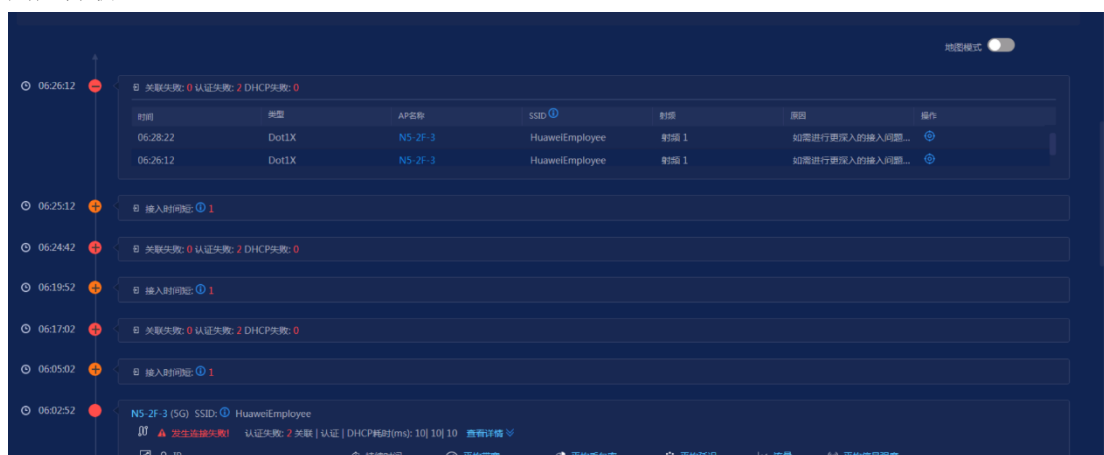 地图模式
06:26:12 关联失败: 0 认证失败: 2 DHCP失败: 0
时间 类型 AP名称 SSID 射频 原因 操作
06:28:22 Dot1X N5-2F-3 HuaweiEmployee 射频 1 如需进行更深入的接入问题...
06:26:12 Dot1X N5-2F-3 HuaweiEmployee 射频 1 如需进行更深入的接入问题...
06:25:12 接入时间短: 1
06:24:42 关联失败: 0 认证失败: 2 DHCP失败: 0
06:19:52 接入时间短: 1
06:17:02 关联失败: 0 认证失败: 2 DHCP失败: 0
06:05:02 接入时间短: 1
06:02:52 N5-2F-3 (5G) SSID: HuaweiEmployee
发生连接失败! 认证失败: 2 关联 | 认证 | DHCP耗时(ms): 10| 10| 10 查看详情